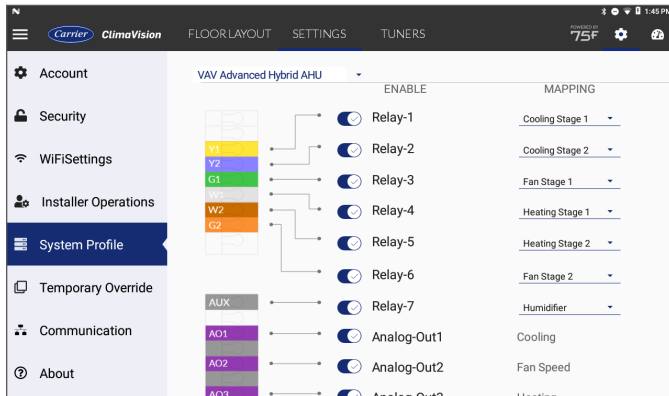 1:45 PM
Carrier ClimaVision FLOOR LAYOUT SETTINGS TUNERS POWERED BY 75F
Account
Security
WiFiSettings
Installer Operations
System Profile
Temporary Override
Communication
About
VAV Advanced Hybrid AHU
ENABLE MAPPING
Y1 Relay-1 Cooling Stage 1
Y2 Relay-2 Cooling Stage 2
G1 Relay-3 Fan Stage 1
W1 Relay-4 Heating Stage 1
W2 Relay-5 Heating Stage 2
G2 Relay-6 Fan Stage 2
AUX Relay-7 Humidifier
AO1 Analog-Out1 Cooling
AO2 Analog-Out2 Fan Speed
AO3 Analog-Out3 Heating